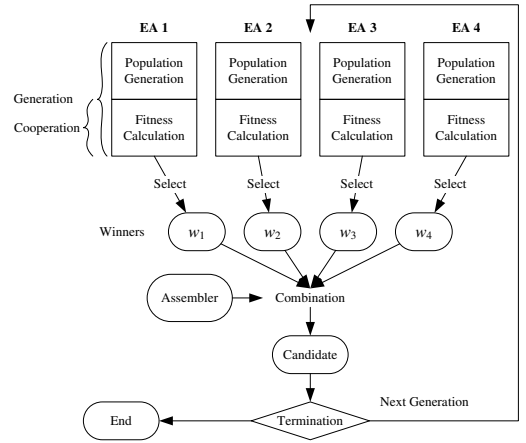 EA 1 EA 2 EA 3 EA 4
Population Generation
Population Generation
Population Generation
Population Generation
Generation
Cooperation
Fitness Calculation
Fitness Calculation
Fitness Calculation
Fitness Calculation
Select Select Select Select
Winners w1 w2 w3 w4
Assembler Combination
Candidate
Next Generation
End Termination